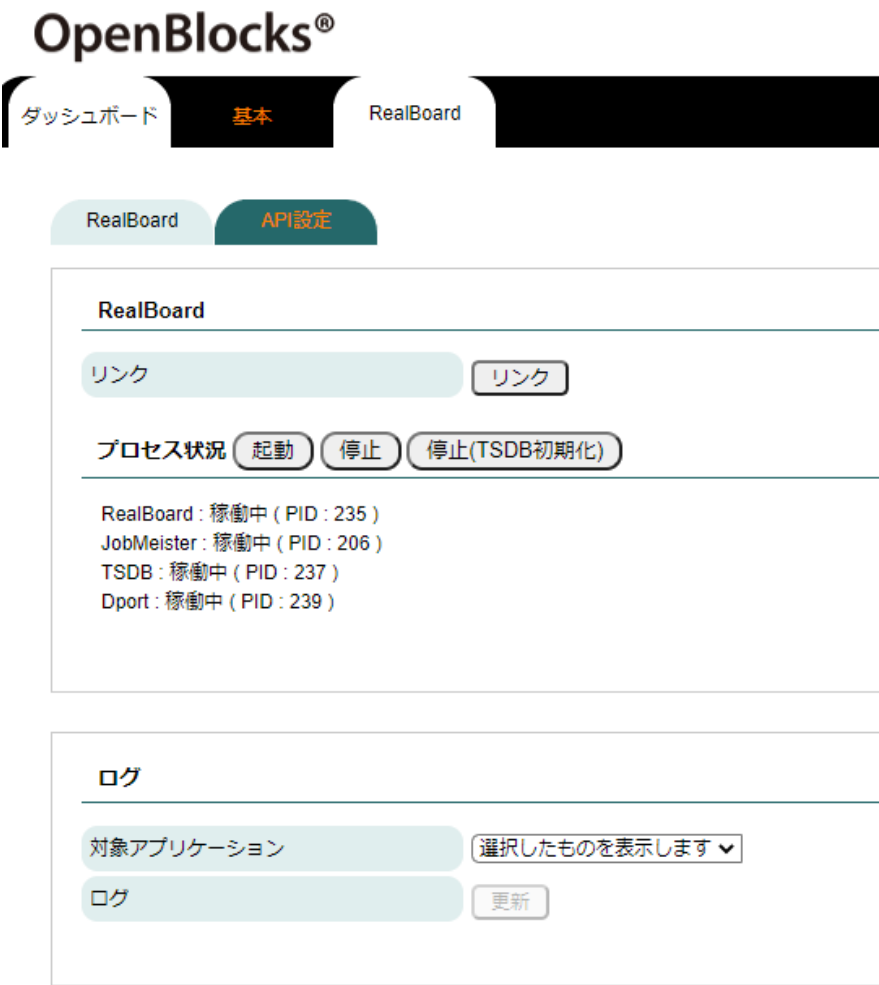 OpenBlocks®
ダッシュボード 基本 RealBoard
RealBoard API設定
RealBoard
リンク リンク
プロセス状況 起動 停止 停止(TSDB初期化)
RealBoard : 稼働中 ( PID : 235 )
JobMeister : 稼働中 ( PID : 206 )
TSDB : 稼働中 ( PID : 237 )
Dport : 稼働中 ( PID : 239 )
ログ
対象アプリケーション 選択したものを表示します
ログ 更新